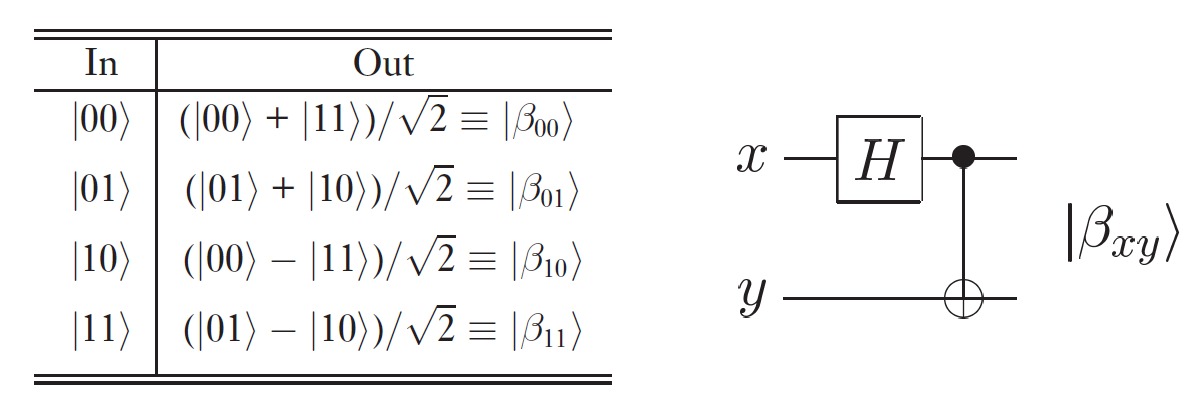 In Out
|00⟩ (|00⟩ + |11⟩)/√2 ≡ |β₀₀⟩
|01⟩ (|01⟩ + |10⟩)/√2 ≡ |β₀₁⟩
|10⟩ (|00⟩ − |11⟩)/√2 ≡ |β₁₀⟩
|11⟩ (|01⟩ − |10⟩)/√2 ≡ |β₁₁⟩
x H
|βxy⟩
y